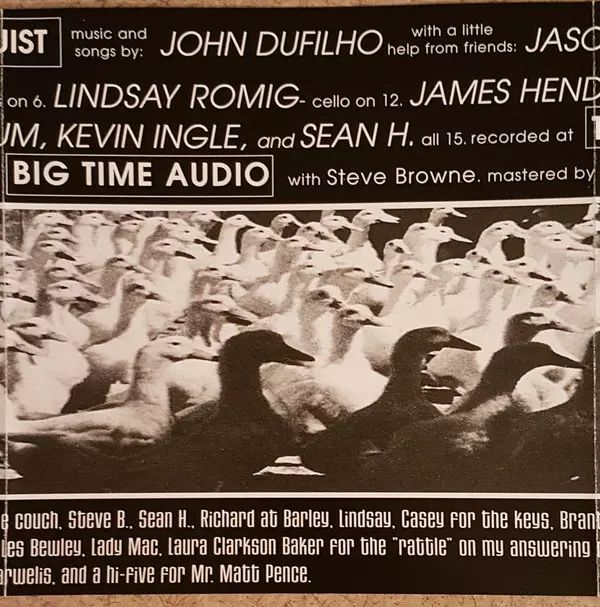 JIST music and songs by: JOHN DUFILHO with a little help from friends: JASO
on 6. LINDSAY ROMIG- cello on 12. JAMES HEND
UM, KEVIN INGLE, and SEAN H. all 15. recorded at T
BIG TIME AUDIO with Steve Browne. mastered by
e couch, Steve B., Sean H., Richard at Barley, Lindsay, Casey for the keys, Brant
les Bewley, Lady Mac, Laura Clarkson Baker for the "rattle" on my answering
arwelis, and a hi-five for Mr. Matt Pence.